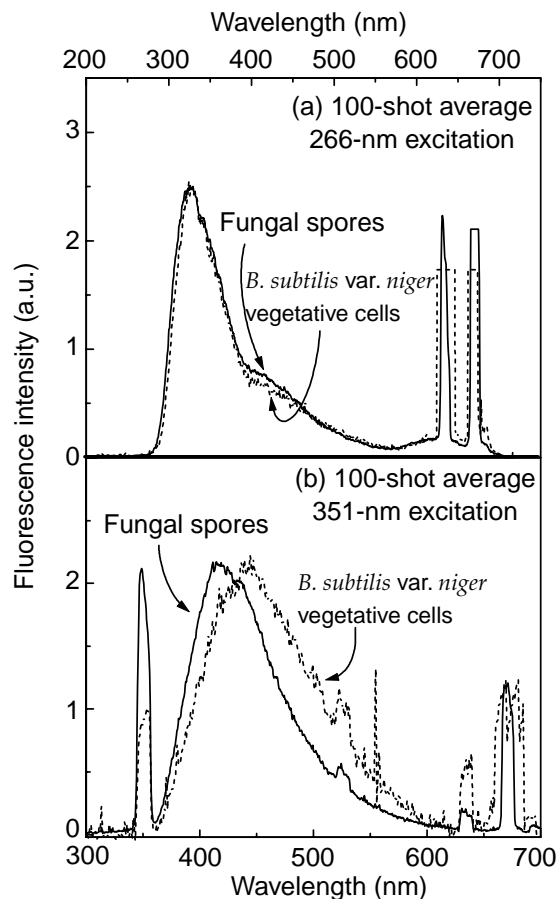 Wavelength (nm)
200 300 400 500 600 700
(a) 100-shot average
266-nm excitation
Fungal spores
B. subtilis var. niger
vegetative cells
3
2
1
0
Fluorescence intensity (a.u.)
(b) 100-shot average
351-nm excitation
Fungal spores
B. subtilis var. niger
vegetative cells
2
1
0
300 400 500 600 700
Wavelength (nm)